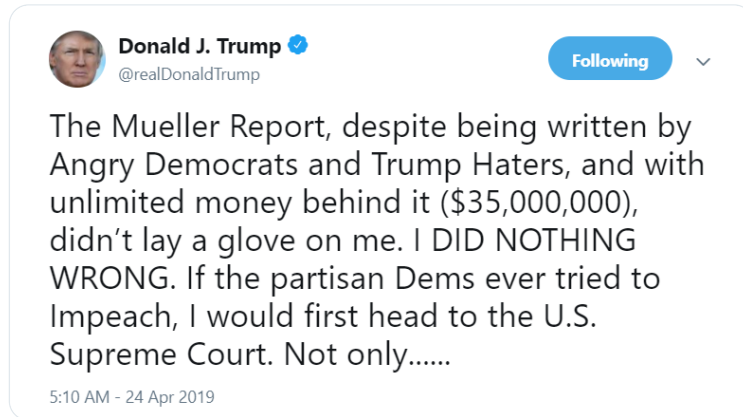 Donald J. Trump
@realDonaldTrump
Following
The Mueller Report, despite being written by
Angry Democrats and Trump Haters, and with
unlimited money behind it ($35,000,000),
didn’t lay a glove on me. I DID NOTHING
WRONG. If the partisan Dems ever tried to
Impeach, I would first head to the U.S.
Supreme Court. Not only......
5:10 AM - 24 Apr 2019